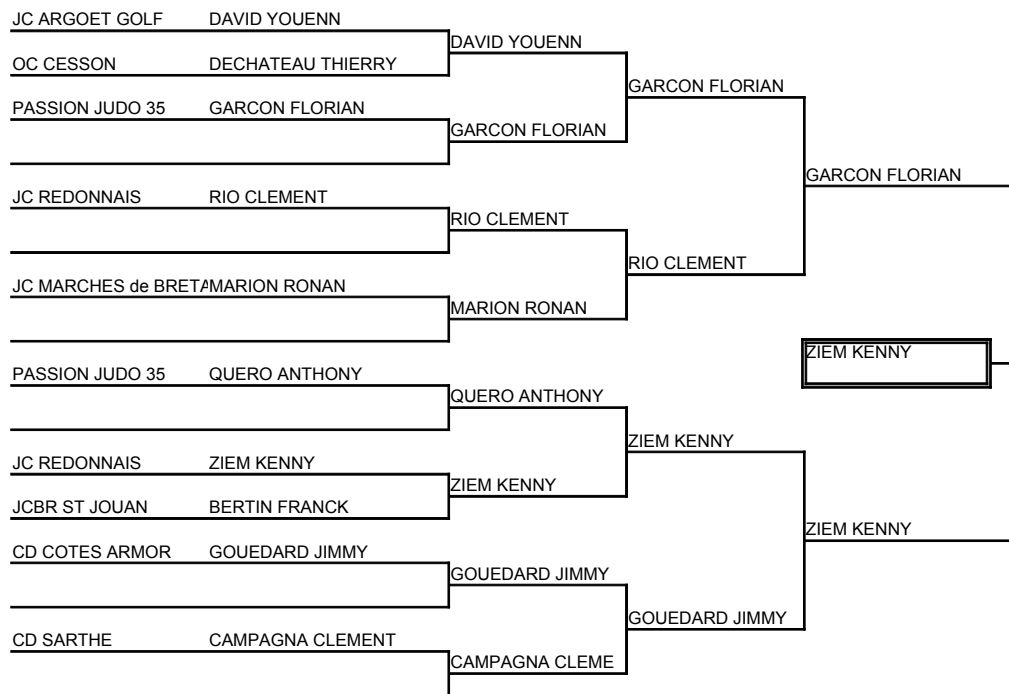 JC ARGOET GOLF DAVID YOUENN
DAVID YOUENN
OC CESSON DECHATEAU THIERRY
GARCON FLORIAN
PASSION JUDO 35 GARCON FLORIAN
GARCON FLORIAN
GARCON FLORIAN
JC REDONNAIS RIO CLEMENT
RIO CLEMENT
RIO CLEMENT
JC MARCHES de BRETA MARION RONAN
MARION RONAN
ZIEM KENNY
PASSION JUDO 35 QUERO ANTHONY
QUERO ANTHONY
ZIEM KENNY
JC REDONNAIS ZIEM KENNY
ZIEM KENNY
JCBR ST JOUAN BERTIN FRANCK
ZIEM KENNY
CD COTES ARMOR GOUEDARD JIMMY
GOUEDARD JIMMY
GOUEDARD JIMMY
CD SARTHE CAMPAGNA CLEMENT
CAMPAGNA CLEME